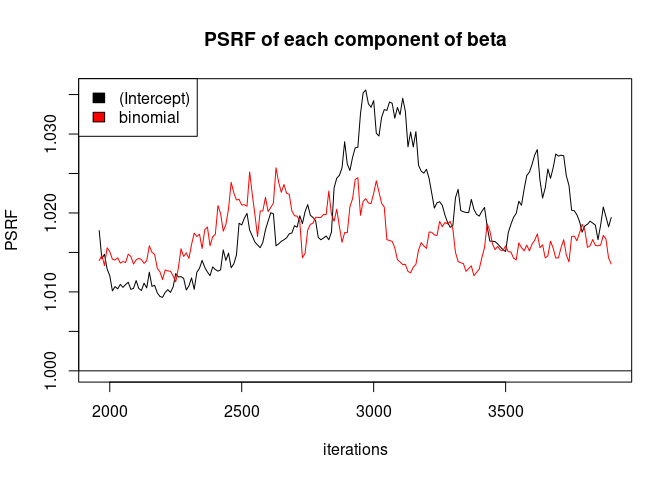 PSRF of each component of beta
(Intercept)
binomial
PSRF
1.030
1.020
1.010
1.000
2000 2500 3000 3500
iterations